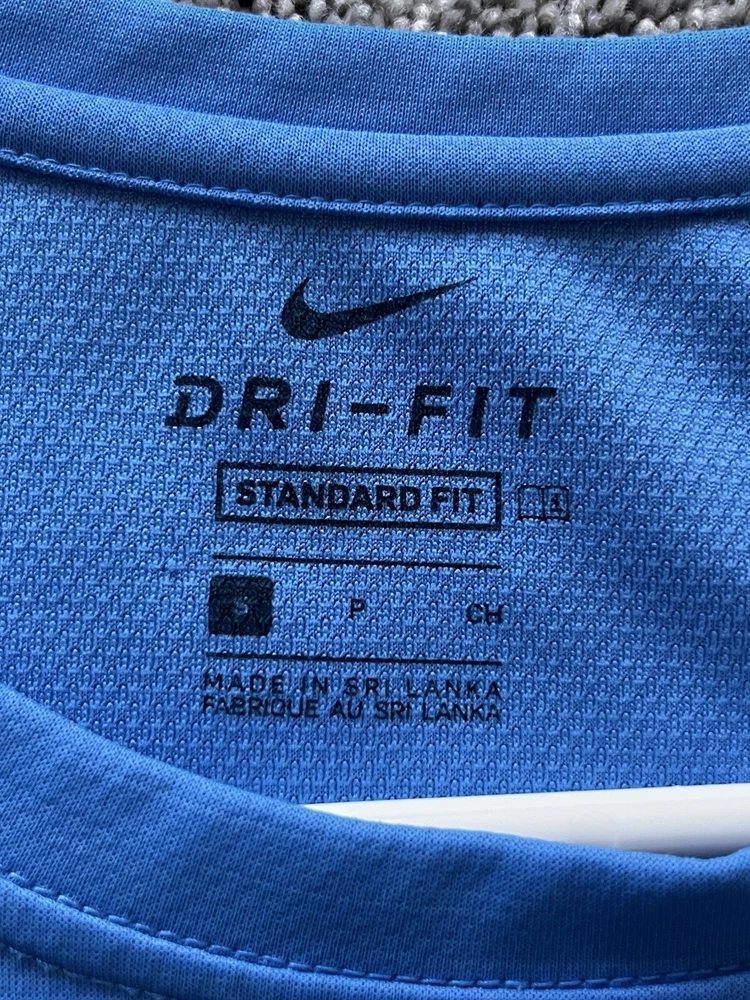 DRI-FIT
STANDARD FIT i
S P CH
MADE IN SRI LANKA
FABRIQUE AU SRI LANKA